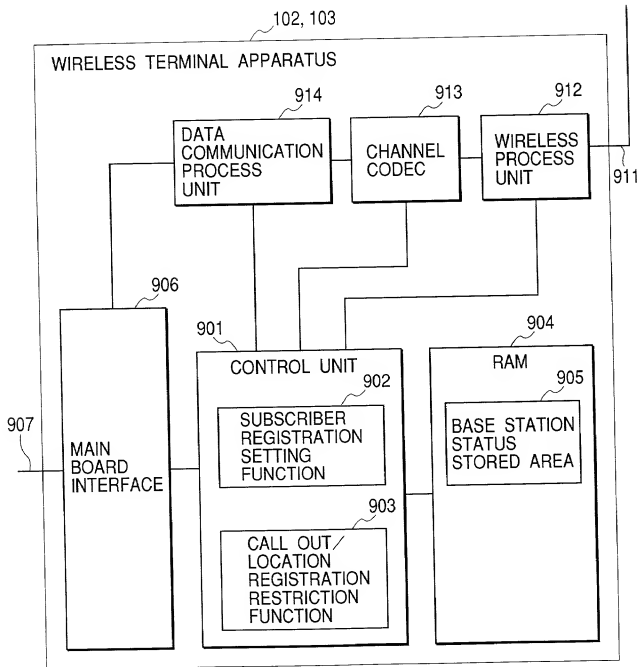 102, 103
WIRELESS TERMINAL APPARATUS
914
913
912
DATA
COMMUNICATION
PROCESS
UNIT
CHANNEL
CODEC
WIRELESS
PROCESS
UNIT
911
906
901
904
CONTROL UNIT
RAM
902
905
907
MAIN
BOARD
INTERFACE
SUBSCRIBER
REGISTRATION
SETTING
FUNCTION
BASE STATION
STATUS
STORED AREA
903
CALL OUT/
LOCATION
REGISTRATION
RESTRICTION
FUNCTION